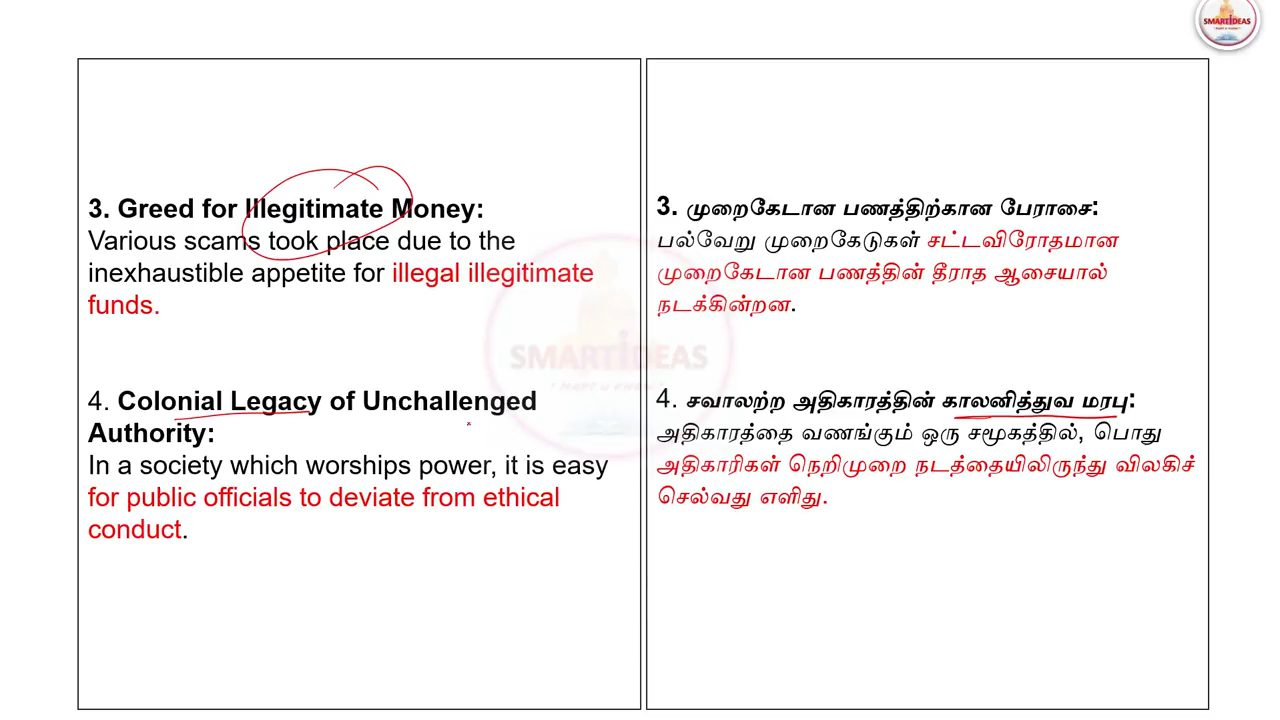 SMARTIDEAS
3. Greed for Illegitimate Money:
Various scams took place due to the
inexhaustible appetite for illegal illegitimate
funds.
4. Colonial Legacy of Unchallenged
Authority:
In a society which worships power, it is easy
for public officials to deviate from ethical
conduct.
3. முறைகேடான பணத்திற்கான பேராசை:
பல்வேறு முறைகேடுகள் சட்டவிரோதமான
முறைகேடான பணத்தின் தீராத ஆசையால்
நடக்கின்றன.
4. சவாலற்ற அதிகாரத்தின் காலனித்துவ மரபு:
அதிகாரத்தை வணங்கும் ஒரு சமூகத்தில், பொது
அதிகாரிகள் நெறிமுறை நடத்தையிலிருந்து விலகிச்
செல்வது எளிது.
SMARTIDEAS